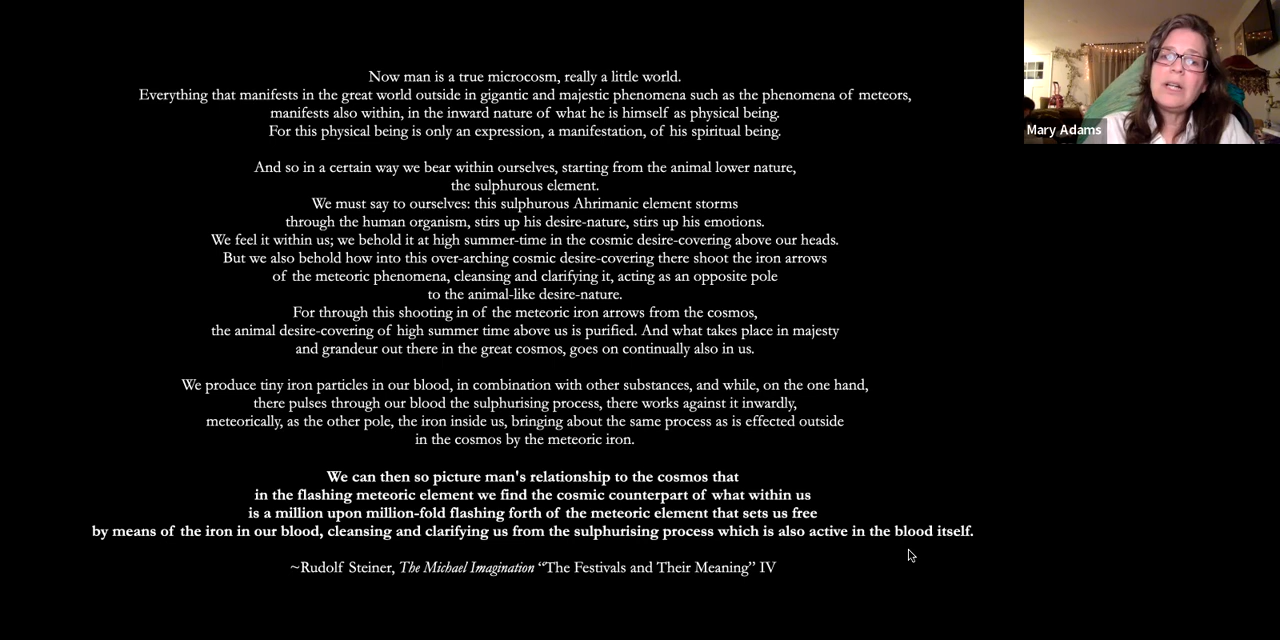 Now man is a true microcosm, really a little world.
Everything that manifests in the great world outside in gigantic and majestic phenomena such as the phenomena of meteors,
manifests also within, in the inward nature of what he is himself as physical being.
For this physical being is only an expression, a manifestation, of his spiritual being.
And so in a certain way we bear within ourselves, starting from the animal lower nature,
the sulphurous element.
We must say to ourselves: this sulphurous Ahrimanic element storms
through the human organism, stirs up his desire-nature, stirs up his emotions.
We feel it within us; we behold it at high summer-time in the cosmic desire-covering above our heads.
But we also behold how into this over-arching cosmic desire-covering there shoot the iron arrows
of the meteoric phenomena, cleansing and clarifying it, acting as an opposite pole
to the animal-like desire-nature.
For through this shooting in of the meteoric iron arrows from the cosmos,
the animal desire-covering of high summer time above us is purified. And what takes place in majesty
and grandeur out there in the great cosmos, goes on continually also in us.
We produce tiny iron particles in our blood, in combination with other substances, and while, on the one hand,
there pulses through our blood the sulphurising process, there works against it inwardly,
meteorically, as the other pole, the iron inside us, bringing about the same process as is effected outside
in the cosmos by the meteoric iron.
We can then so picture man's relationship to the cosmos that
in the flashing meteoric element we find the cosmic counterpart of what within us
is a million upon million-fold flashing forth of the meteoric element that sets us free
by means of the iron in our blood, cleansing and clarifying us from the sulphurising process which is also active in the blood itself.
~Rudolf Steiner, The Michael Imagination “The Festivals and Their Meaning” IV
Mary Adams